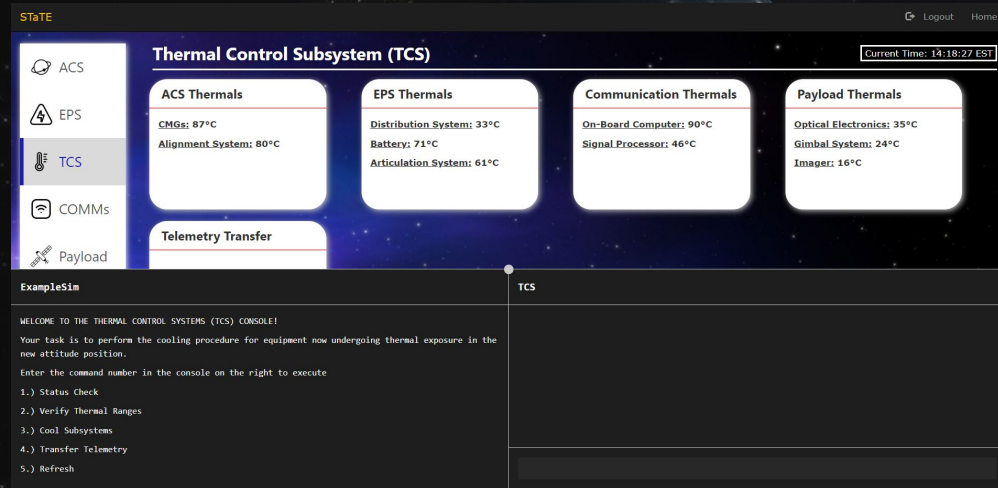 STaTE
Logout Home
ACS
EPS
TCS
COMMs
Payload
Thermal Control Subsystem (TCS)
Current Time: 14:18:27 EST
ACS Thermals
CMGs: 87°C
Alignment System: 80°C
EPS Thermals
Distribution System: 33°C
Battery: 71°C
Articulation System: 61°C
Communication Thermals
On-Board Computer: 90°C
Signal Processor: 46°C
Payload Thermals
Optical Electronics: 35°C
Gimbal System: 24°C
Imager: 16°C
Telemetry Transfer
ExampleSim
WELCOME TO THE THERMAL CONTROL SYSTEMS (TCS) CONSOLE!
Your task is to perform the cooling procedure for equipment now undergoing thermal exposure in the
new attitude position.
Enter the command number in the console on the right to execute
1.) Status Check
2.) Verify Thermal Ranges
3.) Cool Subsystems
4.) Transfer Telemetry
5.) Refresh
TCS